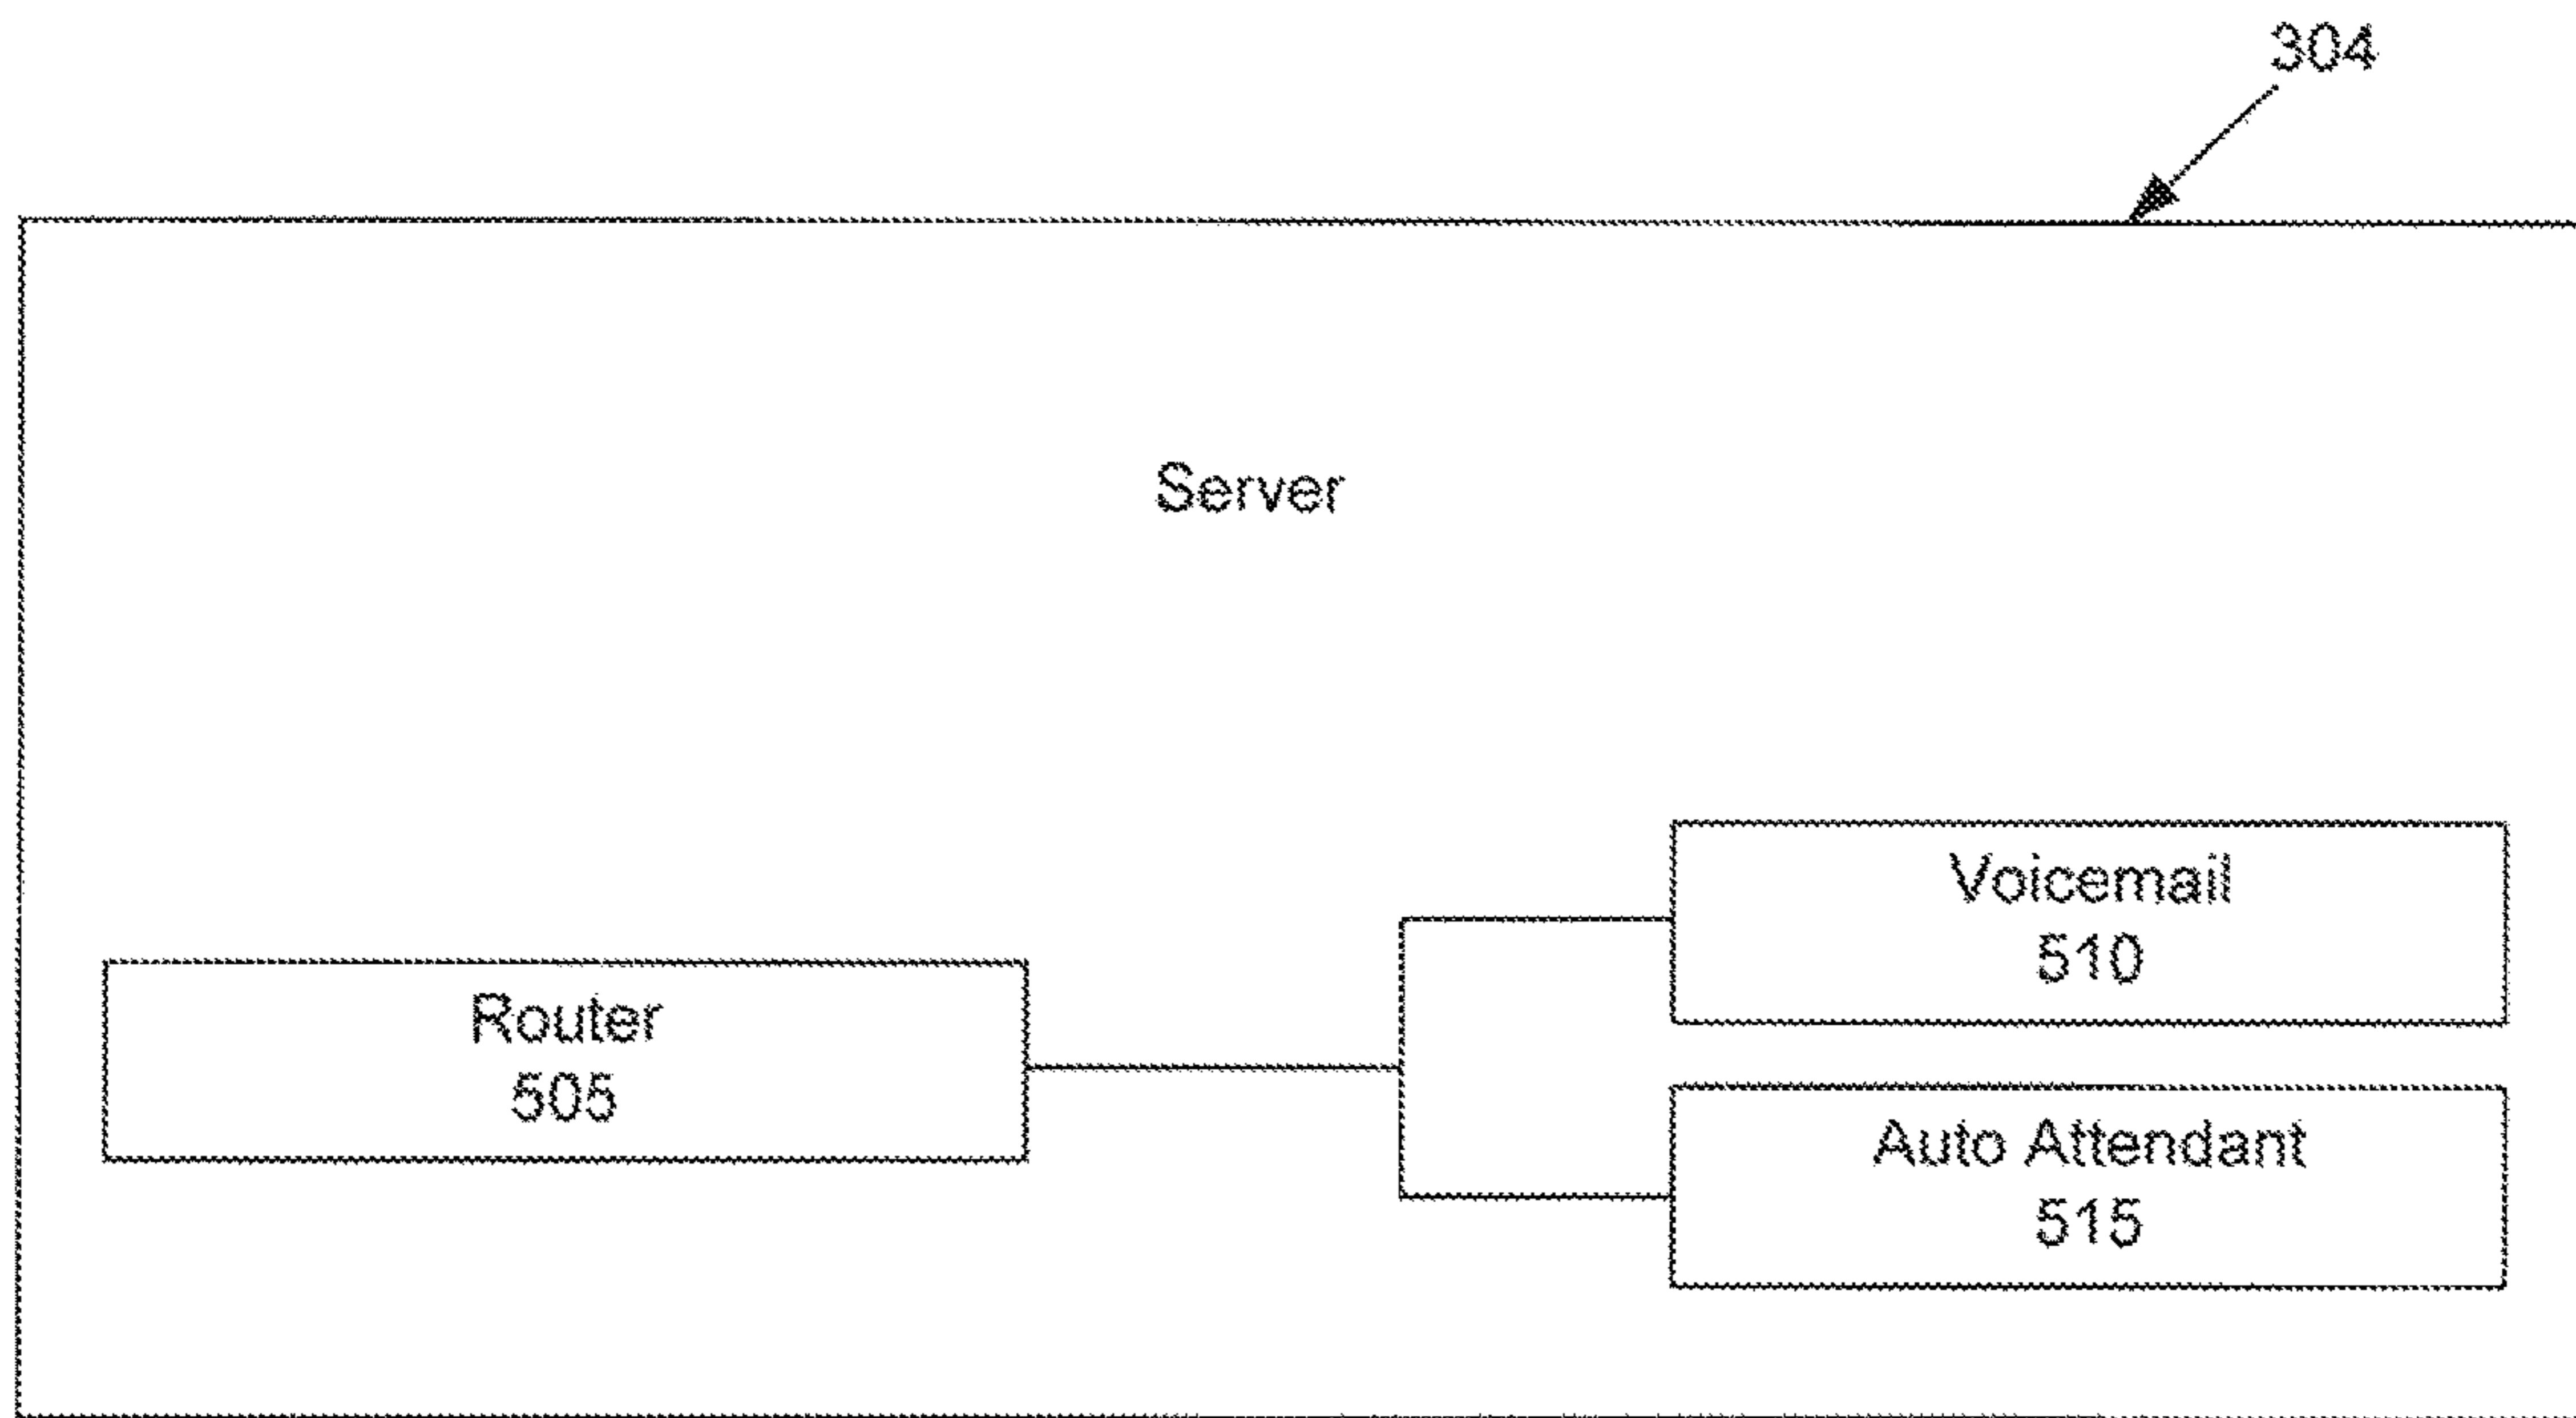 304
Server
Voicemail
510
Router
505
Auto Attendant
515